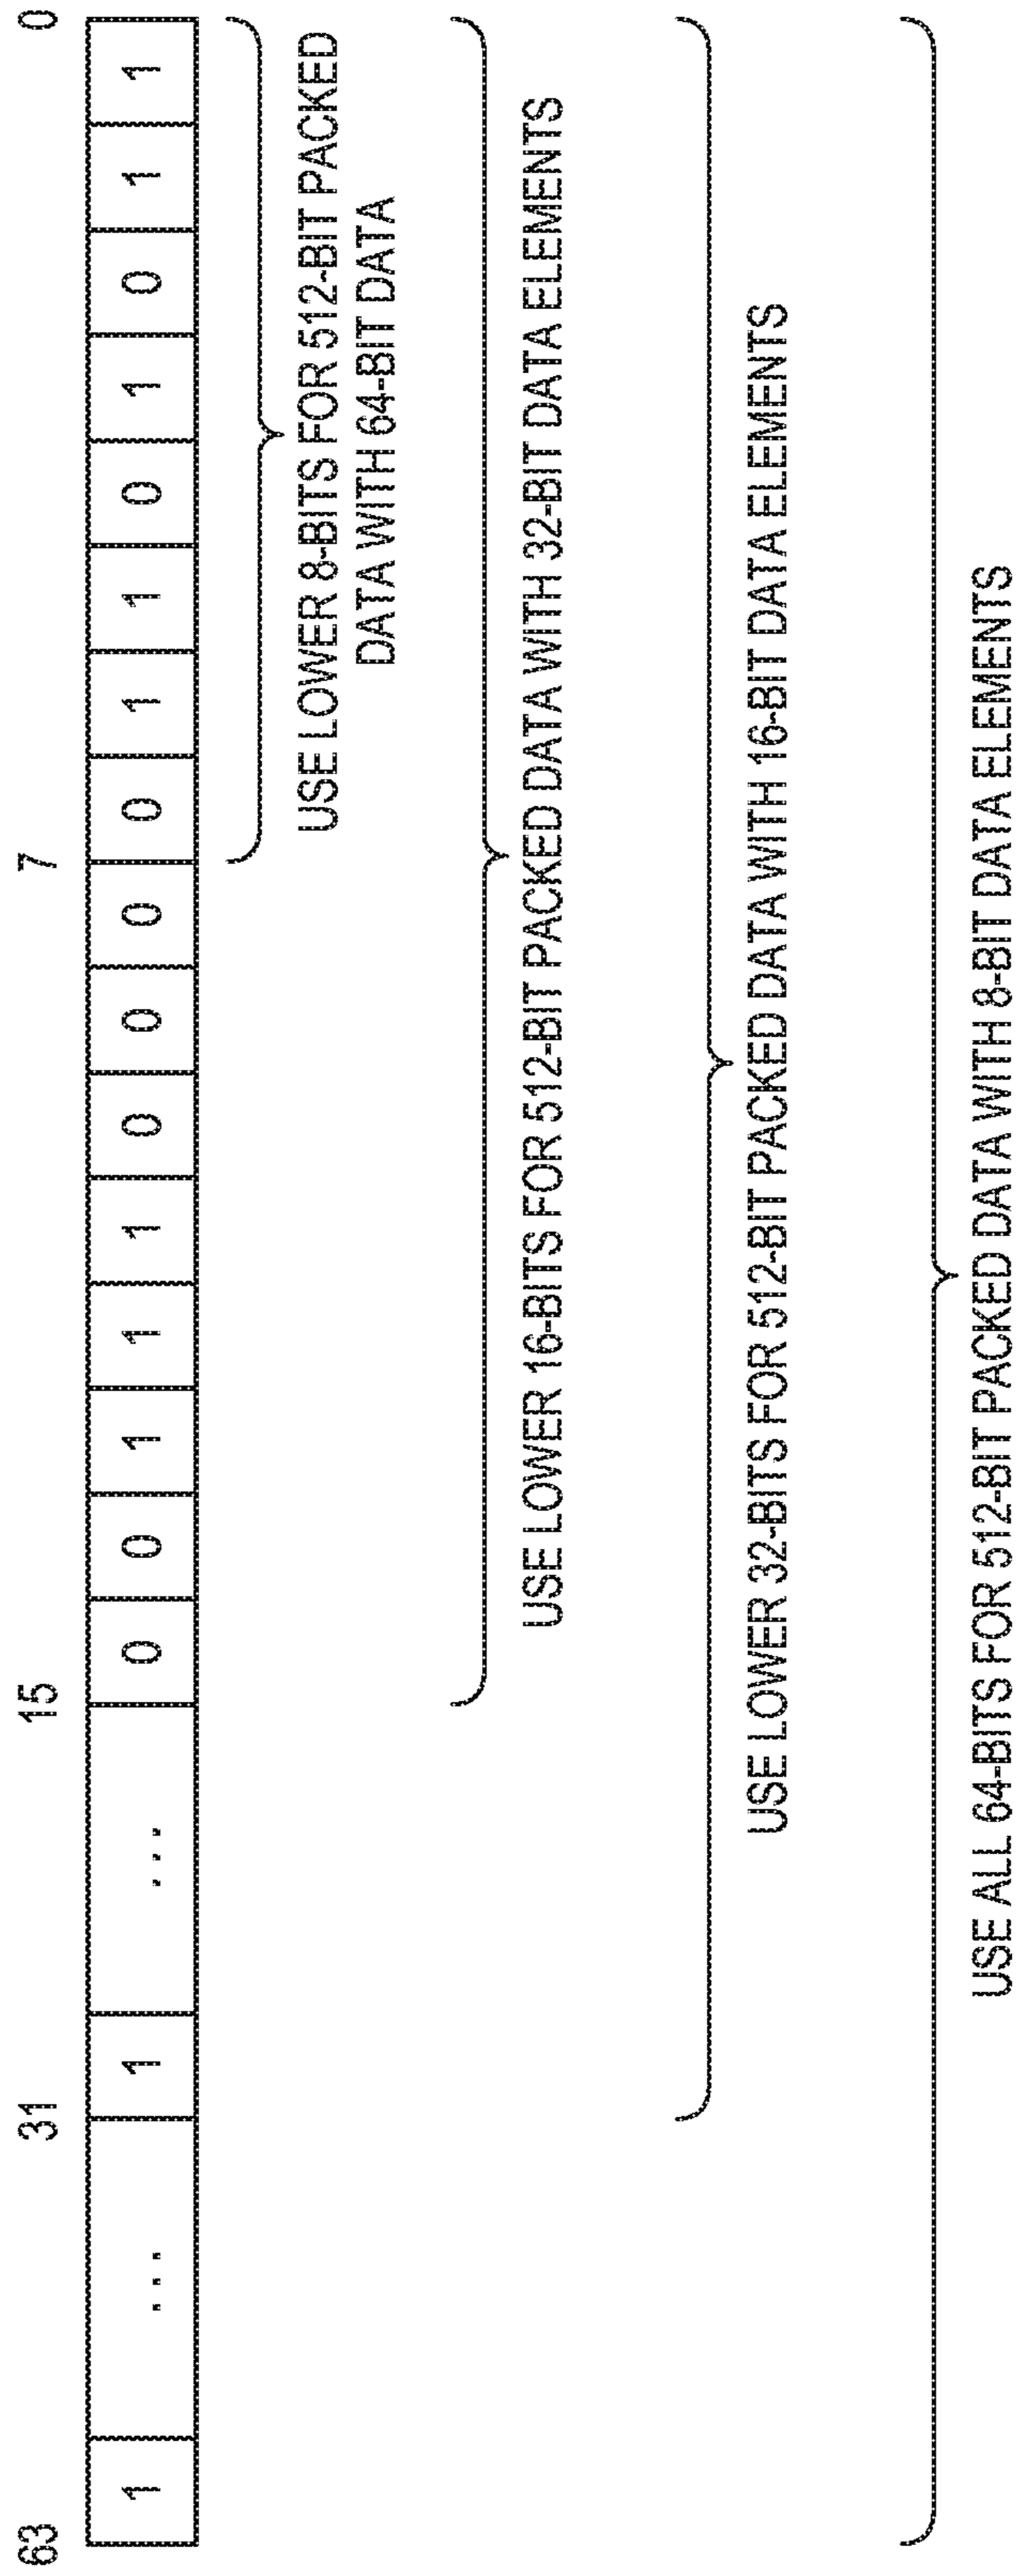 63 31 15 7 0
1 ... 1 ... 0 0 1 1 1 0 0 0 0 1 1 0 1 0 1 1
USE LOWER 8-BITS FOR 512-BIT PACKED
DATA WITH 64-BIT DATA
USE LOWER 16-BITS FOR 512-BIT PACKED DATA WITH 32-BIT DATA ELEMENTS
USE LOWER 32-BITS FOR 512-BIT PACKED DATA WITH 16-BIT DATA ELEMENTS
USE ALL 64-BITS FOR 512-BIT PACKED DATA WITH 8-BIT DATA ELEMENTS